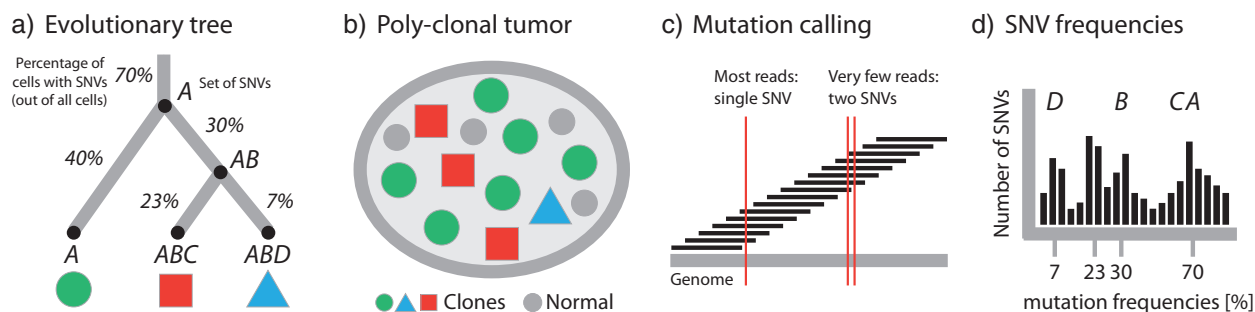 a) Evolutionary tree
Percentage of
cells with SNVs
(out of all cells)
70%
A
Set of SNVs
30%
40%
AB
23%
7%
A
ABC
ABD
b) Poly-clonal tumor
Clones
Normal
c) Mutation calling
Most reads:
single SNV
Very few reads:
two SNVs
Genome
d) SNV frequencies
Number of SNVs
D
B
C A
7
23
30
70
mutation frequencies [%]